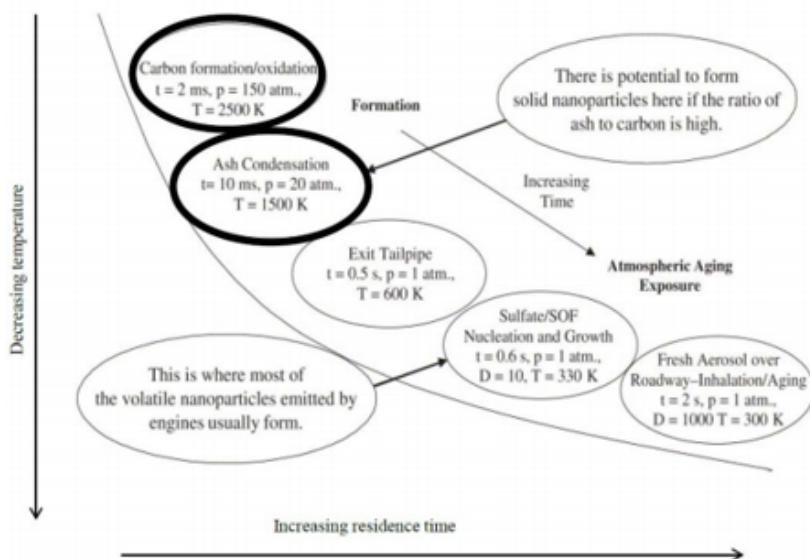 Carbon formation/oxidation
t = 2 ms, p = 150 atm.,
T = 2500 K
Formation
There is potential to form
solid nanoparticles here if the ratio of
ash to carbon is high.
Ash Condensation
t= 10 ms, p = 20 atm.,
T = 1500 K
Increasing
Time
Exit Tailpipe
t = 0.5 s, p = 1 atm.,
T = 600 K
Atmospheric Aging
Exposure
Sulfate/SOF
Nucleation and Growth
t = 0.6 s, p = 1 atm.,
D = 10, T = 330 K
Fresh Aerosol over
Roadway–Inhalation/Aging
t = 2 s, p = 1 atm.,
D = 1000 T = 300 K
This is where most of
the volatile nanoparticles emitted by
engines usually form.
Decreasing temperature
Increasing residence time